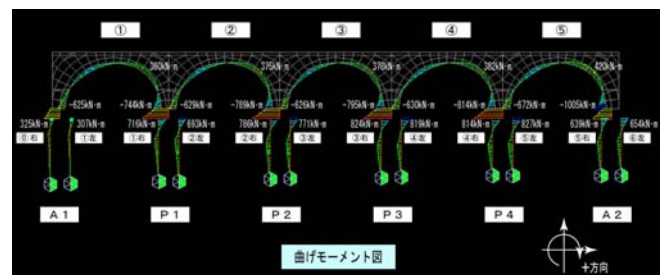 ① ② ③ ④ ⑤
360kN·m 375kN·m 378kN·m 382kN·m 420kN·m
-625kN·m -744kN·m -629kN·m -789kN·m -626kN·m -795kN·m -630kN·m -814kN·m -672kN·m -1005kN·m
325kN·m 307kN·m 716kN·m 693kN·m 786kN·m 771kN·m 824kN·m 819kN·m 814kN·m 827kN·m 639kN·m 654kN·m
⓪右 ①左 ①右 ②左 ②右 ③左 ③右 ④左 ④右 ⑤左 ⑤右 ⑥左
A1 P1 P2 P3 P4 A2
曲げモーメント図
+方向